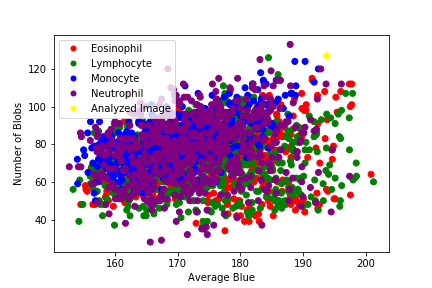 Eosinophil
Lymphocyte
Monocyte
Neutrophil
Analyzed Image
Number of Blobs
120
100
80
60
40
160 170 180 190 200
Average Blue